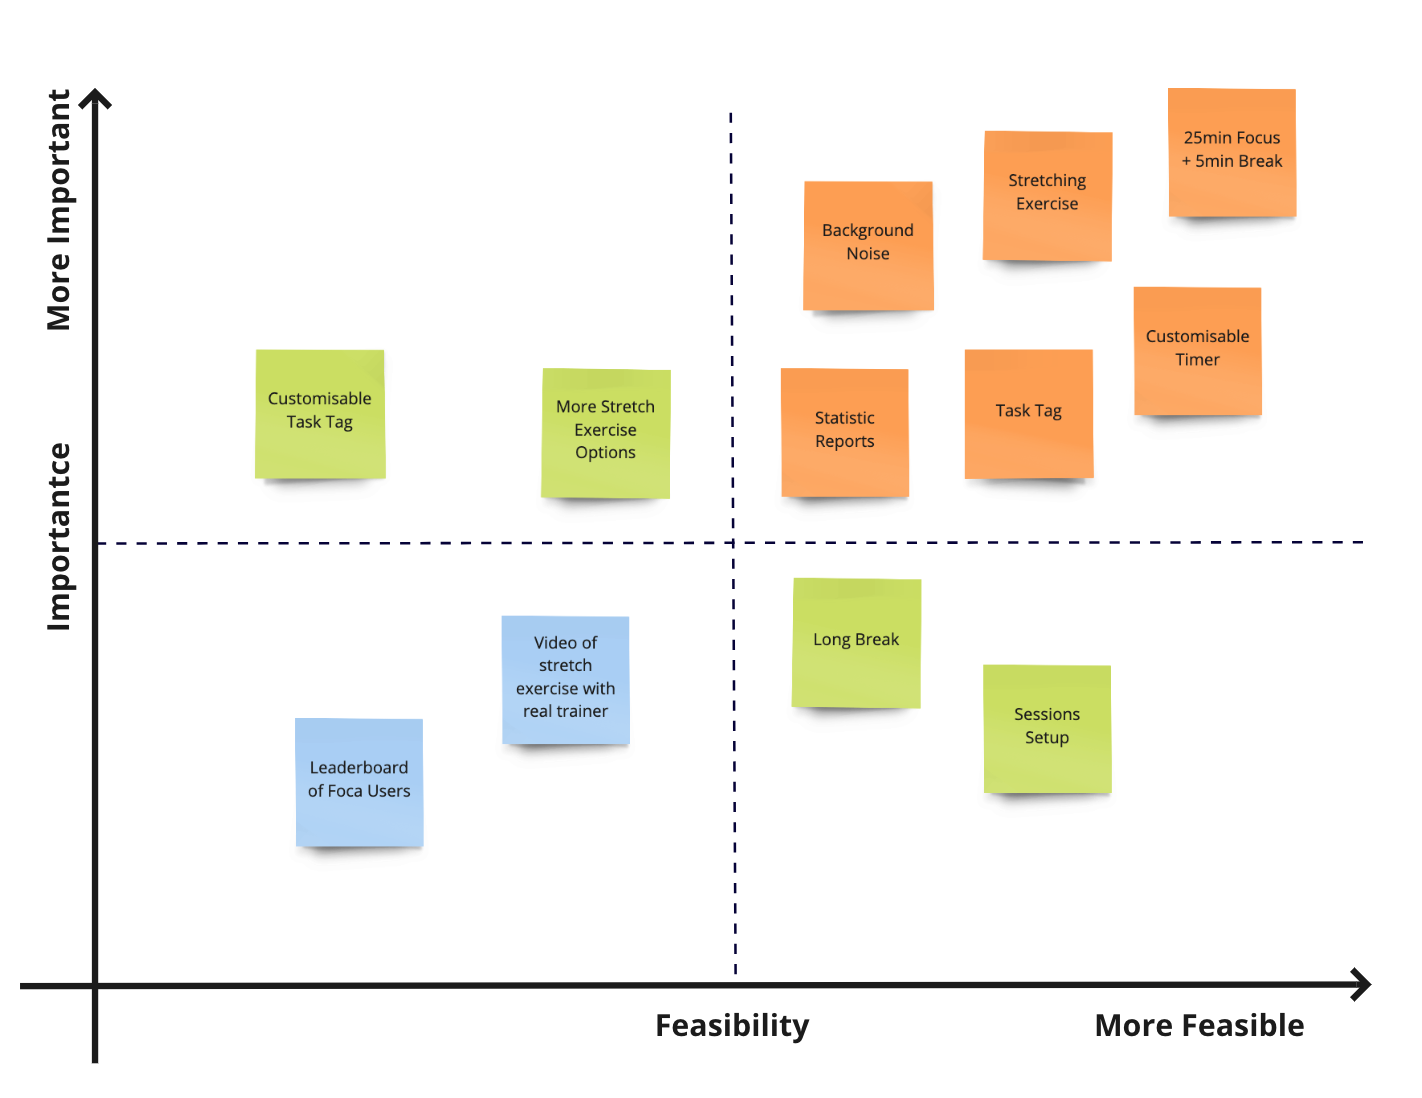 More Important
Importantce
25min Focus
+ 5min Break
Stretching
Exercise
Background
Noise
Customisable
Timer
Customisable
Task Tag
More Stretch
Exercise
Options
Statistic
Reports
Task Tag
Video of
stretch
exercise with
real trainer
Long Break
Leaderboard
of Foca Users
Sessions
Setup
Feasibility
More Feasible